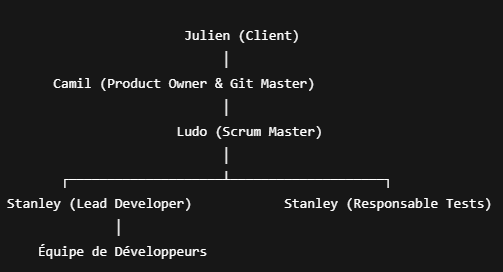 Julien (Client)
Camil (Product Owner & Git Master)
Ludo (Scrum Master)
Stanley (Lead Developer) Stanley (Responsable Tests)
Équipe de Développeurs